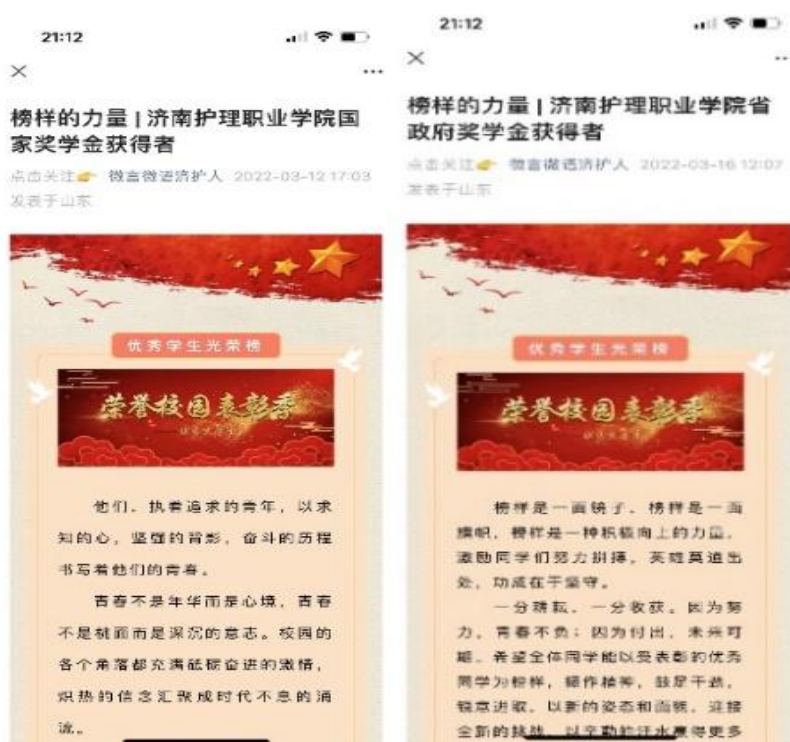 21:12
榜样的力量 | 济南护理职业学院国
家奖学金获得者
点击关注 微言微语济护人 2022-03-12 17:03
发表于山东
优秀学生光荣榜
荣誉校园表彰季
他们，执着追求的青年，以求
知的心，坚强的背影，奋斗的历程
书写着他们的青春。
青春不是年华而是心境，青春
不是桃面而是深沉的意志。校园的
各个角落都充满砥砺奋进的激情，
炽热的信念汇聚成时代不息的涌
流。
21:12
榜样的力量 | 济南护理职业学院省
政府奖学金获得者
点击关注 微言微语济护人 2022-03-16 12:07
发表于山东
优秀学生光荣榜
荣誉校园表彰季
榜样是一面镜子，榜样是一面
旗帜，榜样是一种积极向上的力量，
激励同学们努力拼搏，英雄莫道出
处，功成在于坚守。
一分耕耘，一分收获。因为努
力，青春不负；因为付出，未来可
期。希望全体同学能以受表彰的优秀
同学为榜样，振作精神，鼓足干劲，
锐意进取，以新的姿态和面貌，迎接
全新的挑战，以辛勤的汗水赢得更多